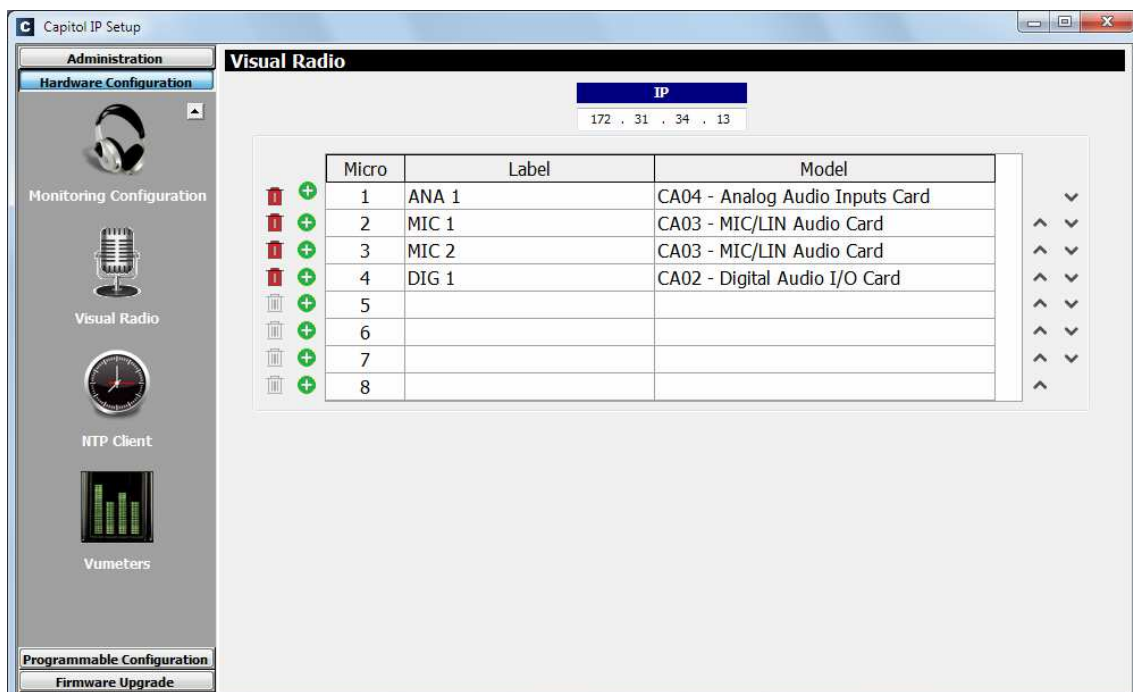 Capitol IP Setup
Administration
Hardware Configuration
Monitoring Configuration
Visual Radio
NTP Client
Vumeters
Programmable Configuration
Firmware Upgrade
Visual Radio
IP
172 . 31 . 34 . 13
Micro Label Model
1 ANA 1 CA04 - Analog Audio Inputs Card
2 MIC 1 CA03 - MIC/LIN Audio Card
3 MIC 2 CA03 - MIC/LIN Audio Card
4 DIG 1 CA02 - Digital Audio I/O Card
5
6
7
8